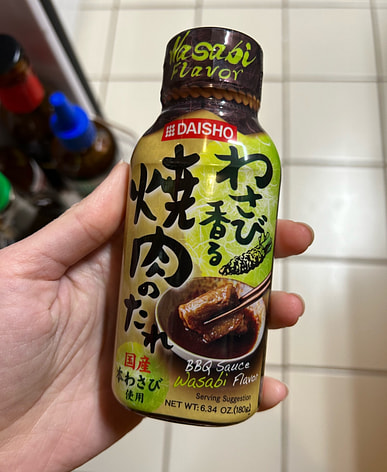 Wasabi
Flavor
DAISHO
わさび
香る
焼肉のたれ
国産
本わさび
使用
BBQ Sauce
Wasabi Flavor
Serving Suggestion
NET WT: 6.34 OZ. (180g)